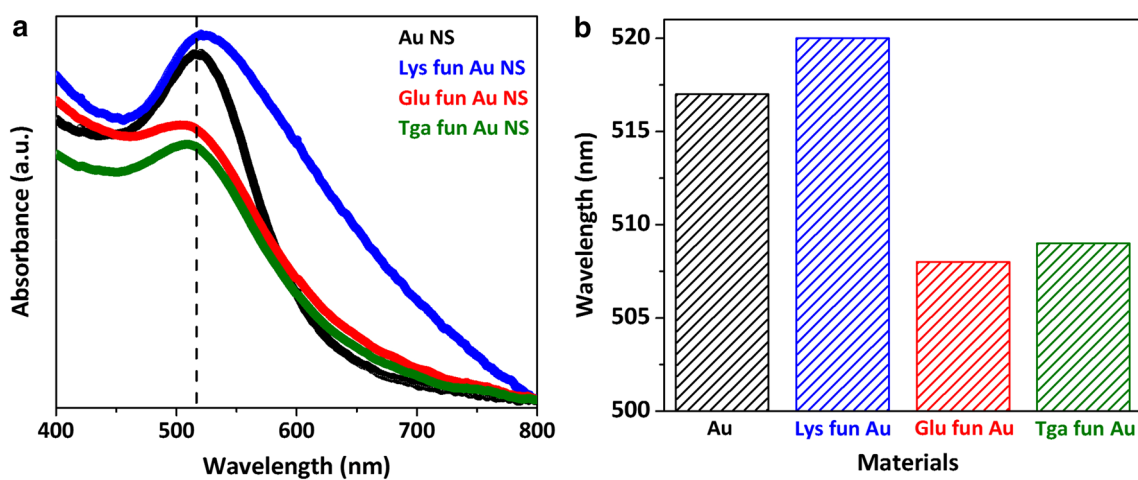 a
Au NS
Lys fun Au NS
Glu fun Au NS
Tga fun Au NS
Absorbance (a.u.)
400 500 600 700 800
Wavelength (nm)
b
520
515
510
505
500
Wavelength (nm)
Au Lys fun Au Glu fun Au Tga fun Au
Materials